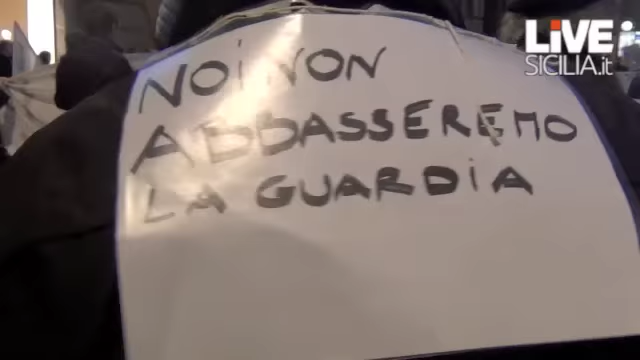 LiVE
SICILIA.it
NOi NON
ABBASSEREMO
LA GUARDiA